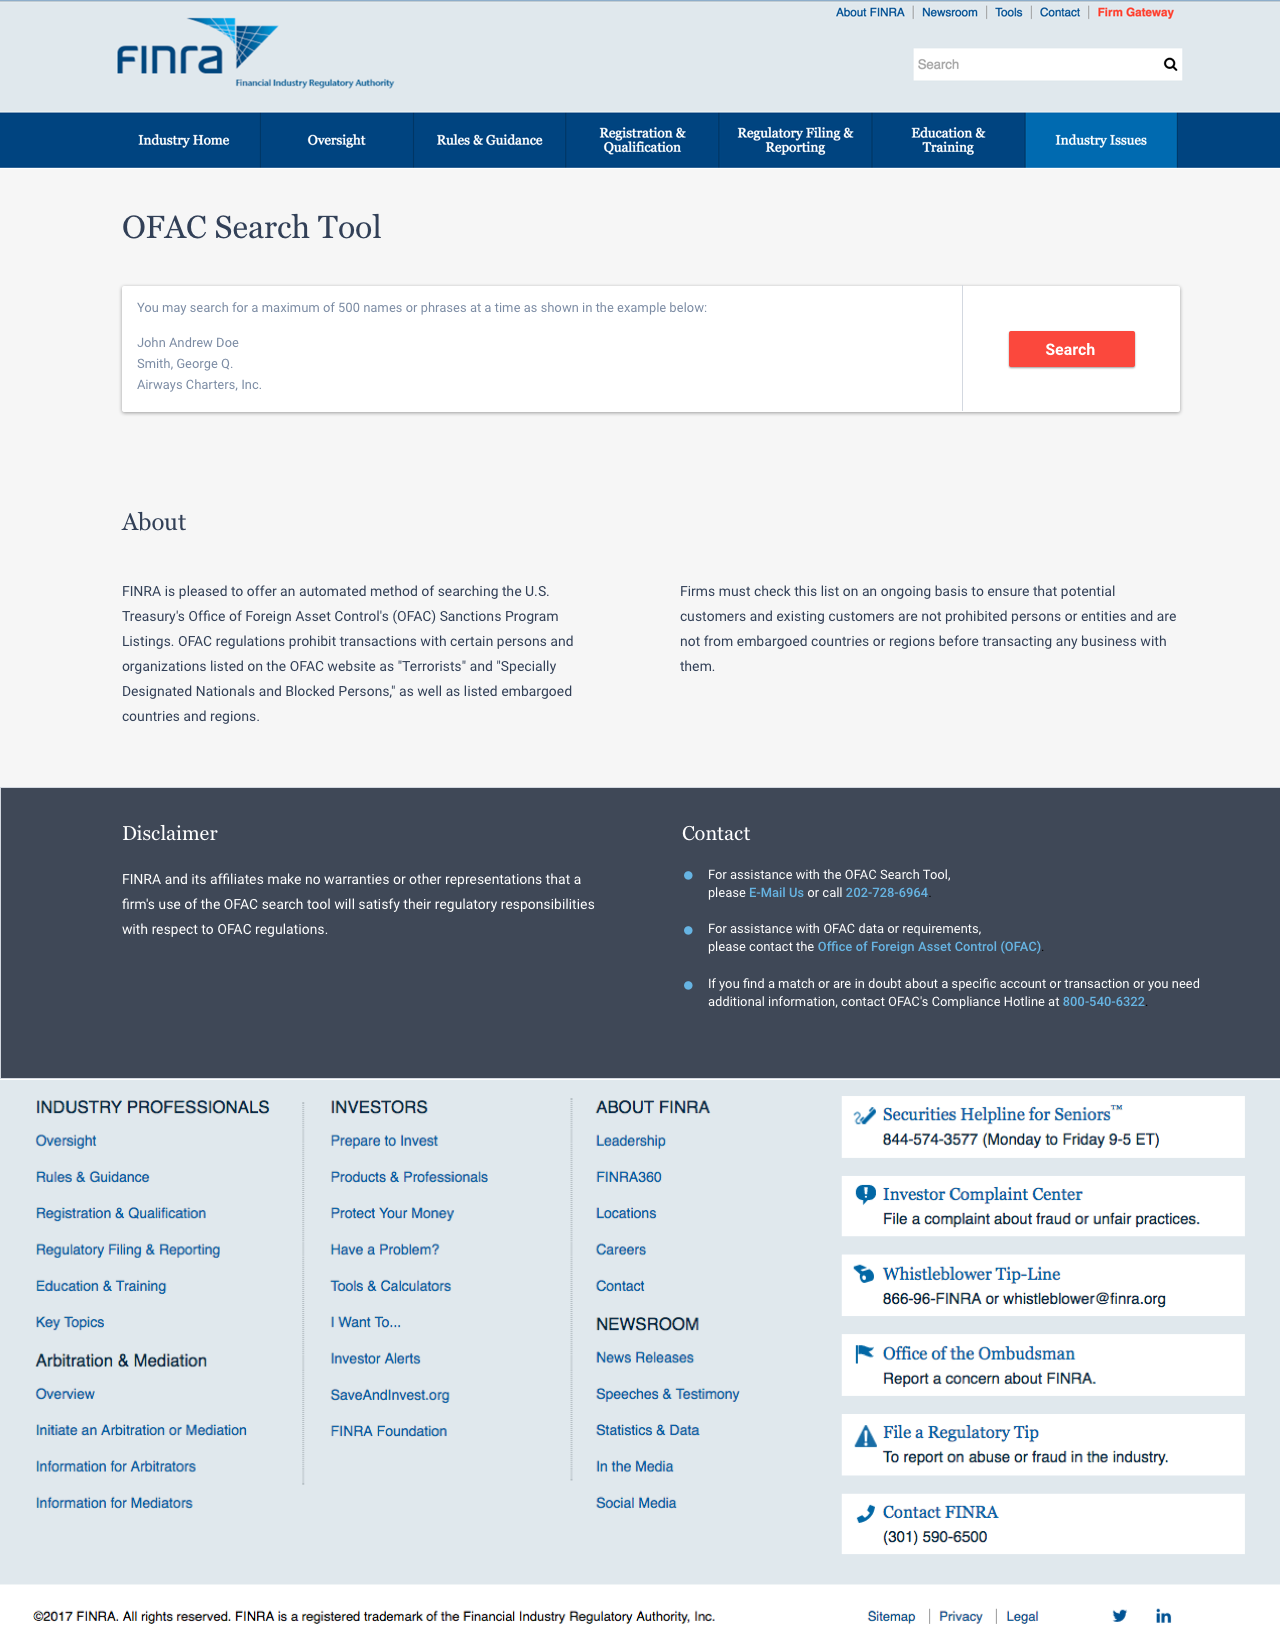 About FINRA
Newsroom
Tools
Contact
Firm Gateway
Finra
Financial Industry Regulatory Authority
Search
Industry Home
Oversight
Rules & Guidance
Registration &
Qualification
Regulatory Filing &
Reporting
Education &
Training
Industry Issues
OFAC Search Tool
You may search for a maximum of 500 names or phrases at a time as shown in the example below:
John Andrew Doe
Smith, George Q.
Airways Charters, Inc.
Search
About
FINRA is pleased to offer an automated method of searching the U.S.
Treasury's Office of Foreign Asset Control's (OFAC) Sanctions Program
Listings. OFAC regulations prohibit transactions with certain persons and
organizations listed on the OFAC website as "Terrorists" and "Specially
Designated Nationals and Blocked Persons," as well as listed embargoed
countries and regions.
Firms must check this list on an ongoing basis to ensure that potential
customers and existing customers are not prohibited persons or entities and are
not from embargoed countries or regions before transacting any business with
them.
Disclaimer
FINRA and its affiliates make no warranties or other representations that a
firm's use of the OFAC search tool will satisfy their regulatory responsibilities
with respect to OFAC regulations.
Contact
For assistance with the OFAC Search Tool,
please E-Mail Us or call 202-728-6964.
For assistance with OFAC data or requirements,
please contact the Office of Foreign Asset Control (OFAC).
If you find a match or are in doubt about a specific account or transaction or you need
additional information, contact OFAC's Compliance Hotline at 800-540-6322
INDUSTRY PROFESSIONALS
Oversight
Rules & Guidance
Registration & Qualification
Regulatory Filing & Reporting
Education & Training
Key Topics
Arbitration & Mediation
Overview
Initiate an Arbitration or Mediation
Information for Arbitrators
Information for Mediators
INVESTORS
Prepare to Invest
Products & Professionals
Protect Your Money
Have a Problem?
Tools & Calculators
I Want To...
Investor Alerts
SaveAndInvest.org
FINRA Foundation
ABOUT FINRA
Leadership
FINRA360
Locations
Careers
Contact
NEWSROOM
News Releases
Speeches & Testimony
Statistics & Data
In the Media
Social Media
Securities Helpline for Seniors™
844-574-3577 (Monday to Friday 9-5 ET)
Investor Complaint Center
File a complaint about fraud or unfair practices.
Whistleblower Tip-Line
866-96-FINRA or whistleblower@finra.org
Office of the Ombudsman
Report a concern about FINRA.
File a Regulatory Tip
To report on abuse or fraud in the industry.
Contact FINRA
(301) 590-6500
©2017 FINRA. All rights reserved. FINRA is a registered trademark of the Financial Industry Regulatory Authority, Inc.
Sitemap
Privacy
Legal